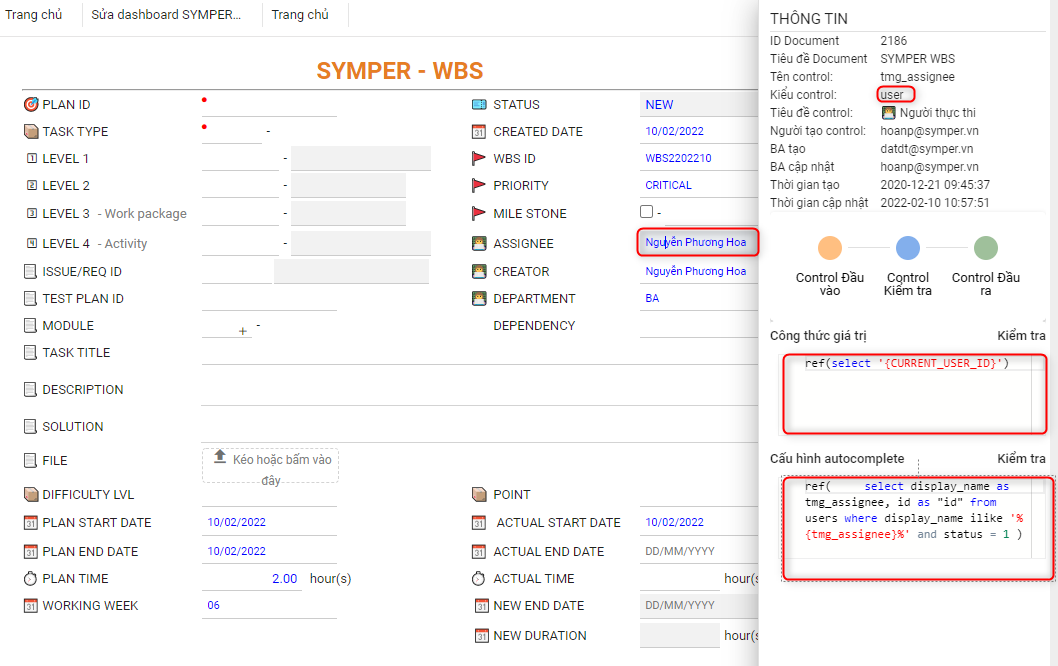 Trang chủ Sửa dashboard SYMPER... Trang chủ
SYMPER - WBS
PLAN ID
TASK TYPE -
LEVEL 1 -
LEVEL 2 -
LEVEL 3 - Work package -
LEVEL 4 - Activity -
ISSUE/REQ ID
TEST PLAN ID
MODULE + -
TASK TITLE
DESCRIPTION
SOLUTION
FILE Kéo hoặc bấm vào
đây
DIFFICULTY LVL
PLAN START DATE 10/02/2022
PLAN END DATE 10/02/2022
PLAN TIME 2.00 hour(s)
WORKING WEEK 06
STATUS NEW
CREATED DATE 10/02/2022
WBS ID WBS2202210
PRIORITY CRITICAL
MILE STONE -
ASSIGNEE Nguyễn Phương Hoa
CREATOR Nguyễn Phương Hoa
DEPARTMENT BA
DEPENDENCY
POINT
ACTUAL START DATE 10/02/2022
ACTUAL END DATE DD/MM/YYYY
ACTUAL TIME hour(s
NEW END DATE DD/MM/YYYY
NEW DURATION hour(s
THÔNG TIN
ID Document 2186
Tiêu đề Document SYMPER WBS
Tên control: tmg_assignee
Kiểu control: user
Tiêu đề control: Người thực thi
Người tạo control: hoanp@symper.vn
BA tạo datdt@symper.vn
BA cập nhật hoanp@symper.vn
Thời gian tạo 2020-12-21 09:45:37
Thời gian cập nhật 2022-02-10 10:57:51
Control Đầu
vào
Control
Kiểm tra
Control Đầu
ra
Công thức giá trị Kiểm tra
ref(select '{CURRENT_USER_ID}')
Cấu hình autocomplete Kiểm tra
ref( select display_name as
tmg_assignee, id as "id" from
users where display_name ilike '%
{tmg_assignee}%' and status = 1 )